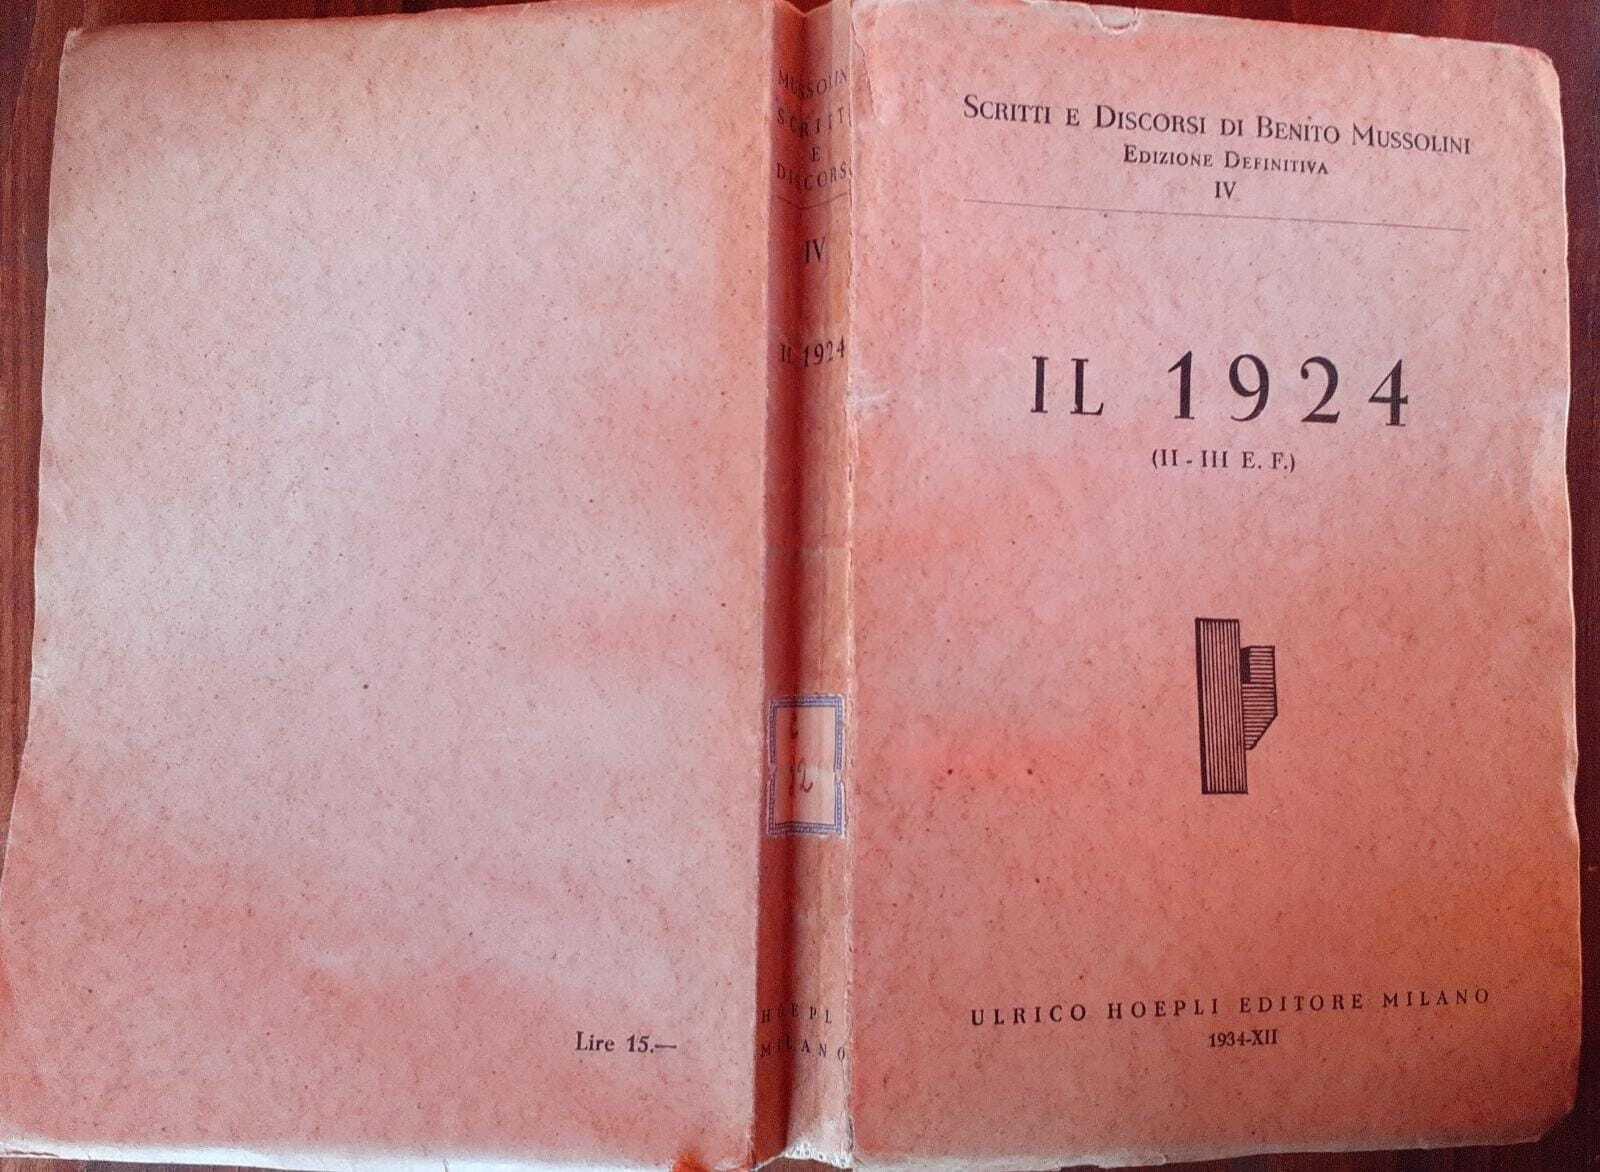 SCRITTI E DISCORSI DI BENITO MUSSOLINI
EDIZIONE DEFINITIVA
IV
IL 1924
(II - III E. F.)
ULRICO HOEPLI EDITORE MILANO
1934-XII
MUSSOLINI
SCRITTI
E
DISCORSI
IV
IL 1924
12
HOEPLI
MILANO
Lire 15.—